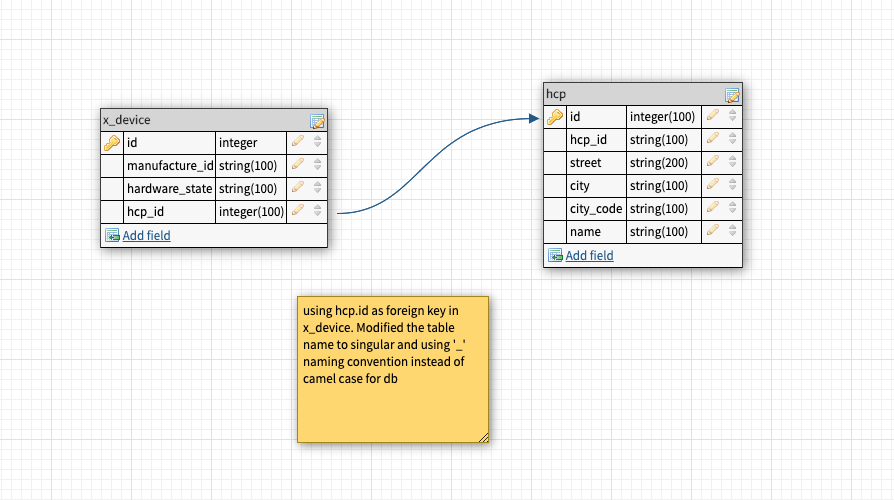 x_device
id integer
manufacture_id string(100)
hardware_state string(100)
hcp_id integer(100)
Add field
hcp
id integer(100)
hcp_id string(100)
street string(200)
city string(100)
city_code string(100)
name string(100)
Add field
using hcp.id as foreign key in
x_device. Modified the table
name to singular and using '_'
naming convention instead of
camel case for db